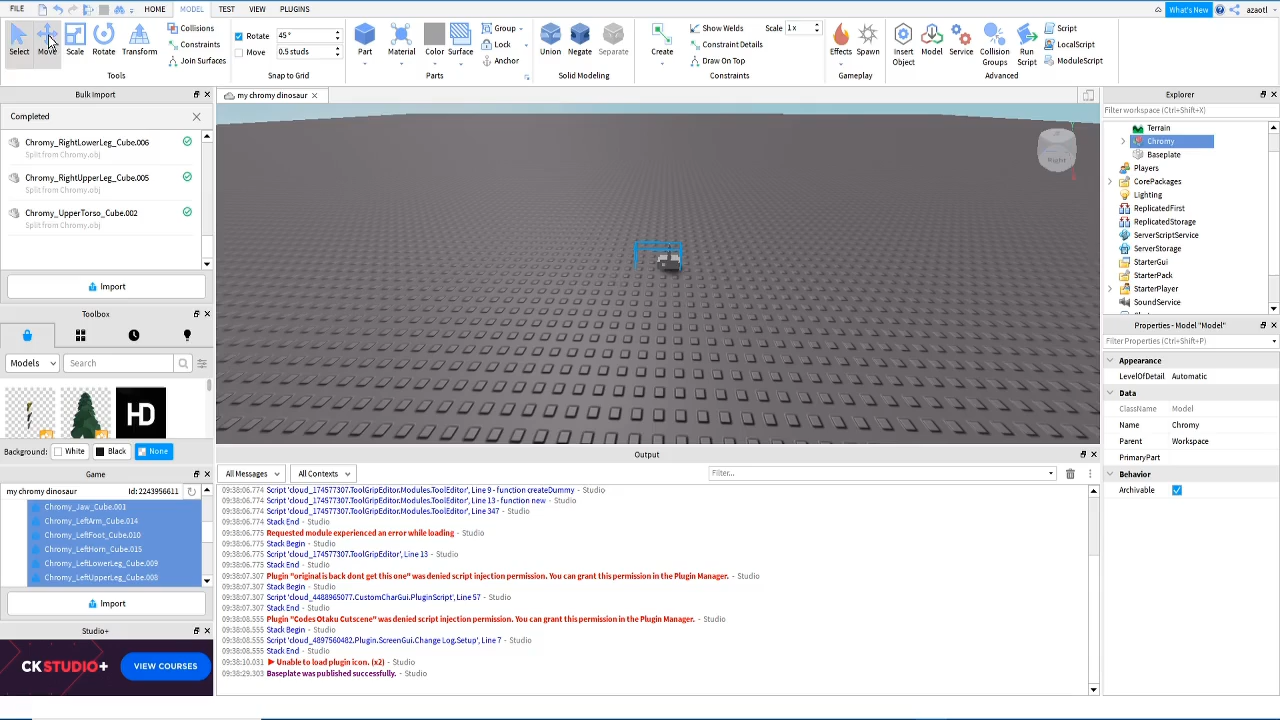 FILE HOME MODEL TEST VIEW PLUGINS What's New azaotl
Select Move Scale Rotate Transform
Collisions
Constraints
Join Surfaces
Tools
Rotate 45°
Move 0.5 studs
Snap to Grid
Part Material Color Surface
Group
Lock
Anchor
Parts
Union Negate Separate
Solid Modeling
Create
Show Welds Scale 1x
Constraint Details
Draw On Top
Constraints
Effects Spawn
Gameplay
Insert Object
Model Service
Collision Groups
Run Script
Script
LocalScript
ModuleScript
Advanced
Bulk Import
Completed
Chromy_RightLowerLeg_Cube.006
Split from Chromy.obj
Chromy_RightUpperLeg_Cube.005
Split from Chromy.obj
Chromy_UpperTorso_Cube.002
Split from Chromy.obj
Import
Toolbox
Models Search
HD
Background: White Black None
Game
my chromy dinosaur Id: 2243956611
Chromy_Jaw_Cube.001
Chromy_LeftArm_Cube.014
Chromy_LeftFoot_Cube.010
Chromy_LeftHorn_Cube.015
Chromy_LeftLowerLeg_Cube.009
Chromy_LeftUpperLeg_Cube.008
Import
Studio+
CKSTUDIO+ VIEW COURSES
my chromy dinosaur
Right
Output
All Messages All Contexts Filter...
09:38:06.774 Script 'cloud_174577307.ToolGripEditor.Modules.ToolEditor', Line 9 - function createDummy - Studio
09:38:06.775 Script 'cloud_174577307.ToolGripEditor.Modules.ToolEditor', Line 13 - function new - Studio
09:38:06.775 Script 'cloud_174577307.ToolGripEditor.Modules.ToolEditor', Line 347 - Studio
09:38:06.775 Stack End - Studio
09:38:06.775 Requested module experienced an error while loading - Studio
09:38:06.775 Stack Begin - Studio
09:38:06.775 Script 'cloud_174577307.ToolGripEditor', Line 13 - Studio
09:38:06.775 Stack End - Studio
09:38:07.307 Plugin "original is back dont get this one" was denied script injection permission. You can grant this permission in the Plugin Manager. - Studio
09:38:07.307 Stack Begin - Studio
09:38:07.307 Script 'cloud_4488965077.CustomCharGui.PluginScript', Line 57 - Studio
09:38:07.307 Stack End - Studio
09:38:08.555 Plugin "Codes Otaku Cutscene" was denied script injection permission. You can grant this permission in the Plugin Manager. - Studio
09:38:08.555 Stack Begin - Studio
09:38:08.555 Script 'cloud_4897560482.Plugin.ScreenGui.Change Log.Setup', Line 7 - Studio
09:38:08.555 Stack End - Studio
09:38:10.031 Unable to load plugin icon. (x2) - Studio
09:38:29.303 Baseplate was published successfully. - Studio
Explorer
Filter workspace (Ctrl+Shift+X)
Terrain
Chromy
Baseplate
Players
CorePackages
Lighting
ReplicatedFirst
ReplicatedStorage
ServerScriptService
ServerStorage
StarterGui
StarterPack
StarterPlayer
SoundService
Properties - Model "Model"
Filter Properties (Ctrl+Shift+P)
Appearance
LevelOfDetail Automatic
Data
ClassName Model
Name Chromy
Parent Workspace
PrimaryPart
Behavior
Archivable